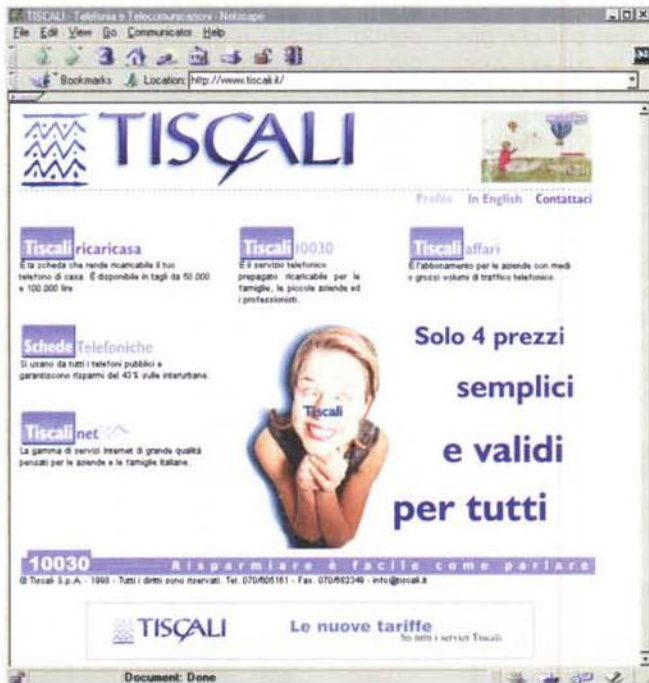 TISCALI - Telefonia e Telecomunicazioni - Netscape
File Edit View Go Communicator Help
Bookmarks Location: http://www.tiscali.it/
TISCALI
Profilo In English Contattaci
Tiscali ricaricasa
È la scheda che rende ricaricabile il tuo
telefono di casa. È disponibile in tagli da 50.000
e 100.000 lire.
Tiscali 10030
È il servizio telefonico
prepagato ricaricabile per le
famiglie, le piccole aziende ed
i professionisti.
Tiscali affari
È l'abbonamento per le aziende con medi
o grossi volumi di traffico telefonico.
Schede Telefoniche
Si usano da tutti i telefoni pubblici e
garantiscono risparmi del 43% sulle interurbane.
Tiscali net
La gamma di servizi Internet di grande qualità
pensati per le aziende e le famiglie italiane.
Tiscali
Solo 4 prezzi
semplici
e validi
per tutti
10030 Risparmiare è facile come parlare
© Tiscali S.p.A. - 1998 - Tutti i diritti sono riservati. Tel. 070/605161 - Fax. 070/682349 - info@tiscali.it
TISCALI Le nuove tariffe
Su tutti i servizi Tiscali
Document: Done